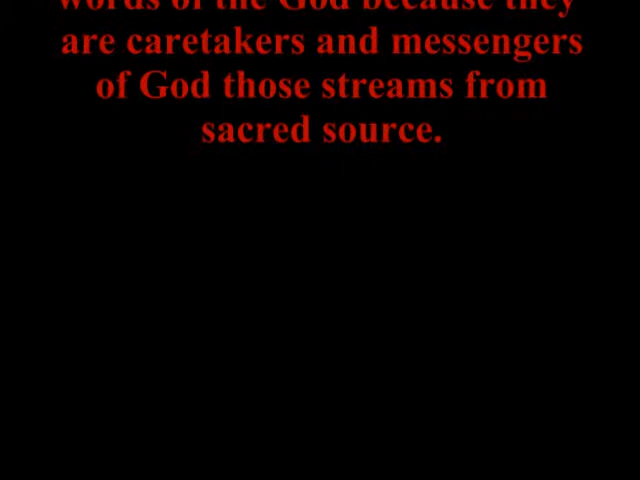 words of the God because they
are caretakers and messengers
of God those streams from
sacred source.